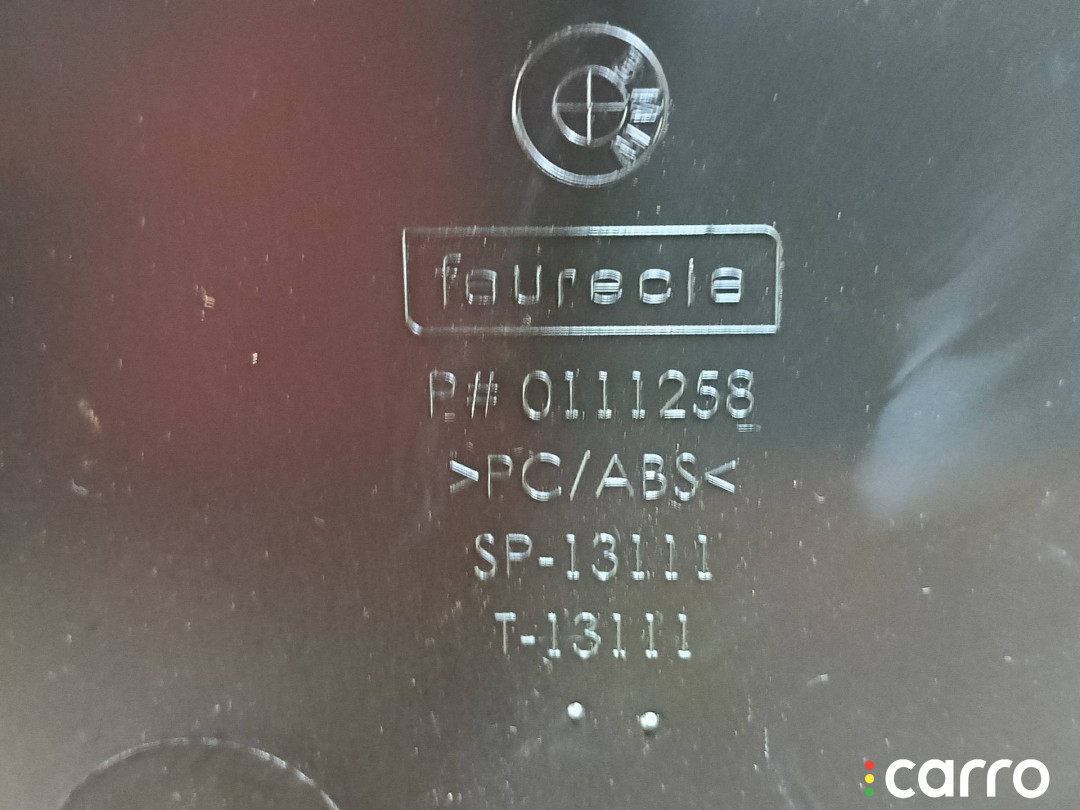 faurecia
P# 0111258
>PC/ABS<
SP-13111
T-13111
carro